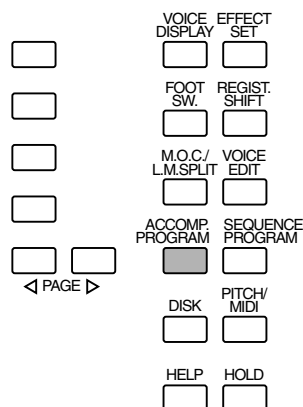 VOICE DISPLAY
EFFECT SET
FOOT SW.
REGIST. SHIFT
M.O.C./ L.M.SPLIT
VOICE EDIT
ACCOMP. PROGRAM
SEQUENCE PROGRAM
◁ PAGE ▷
DISK
PITCH/ MIDI
HELP
HOLD